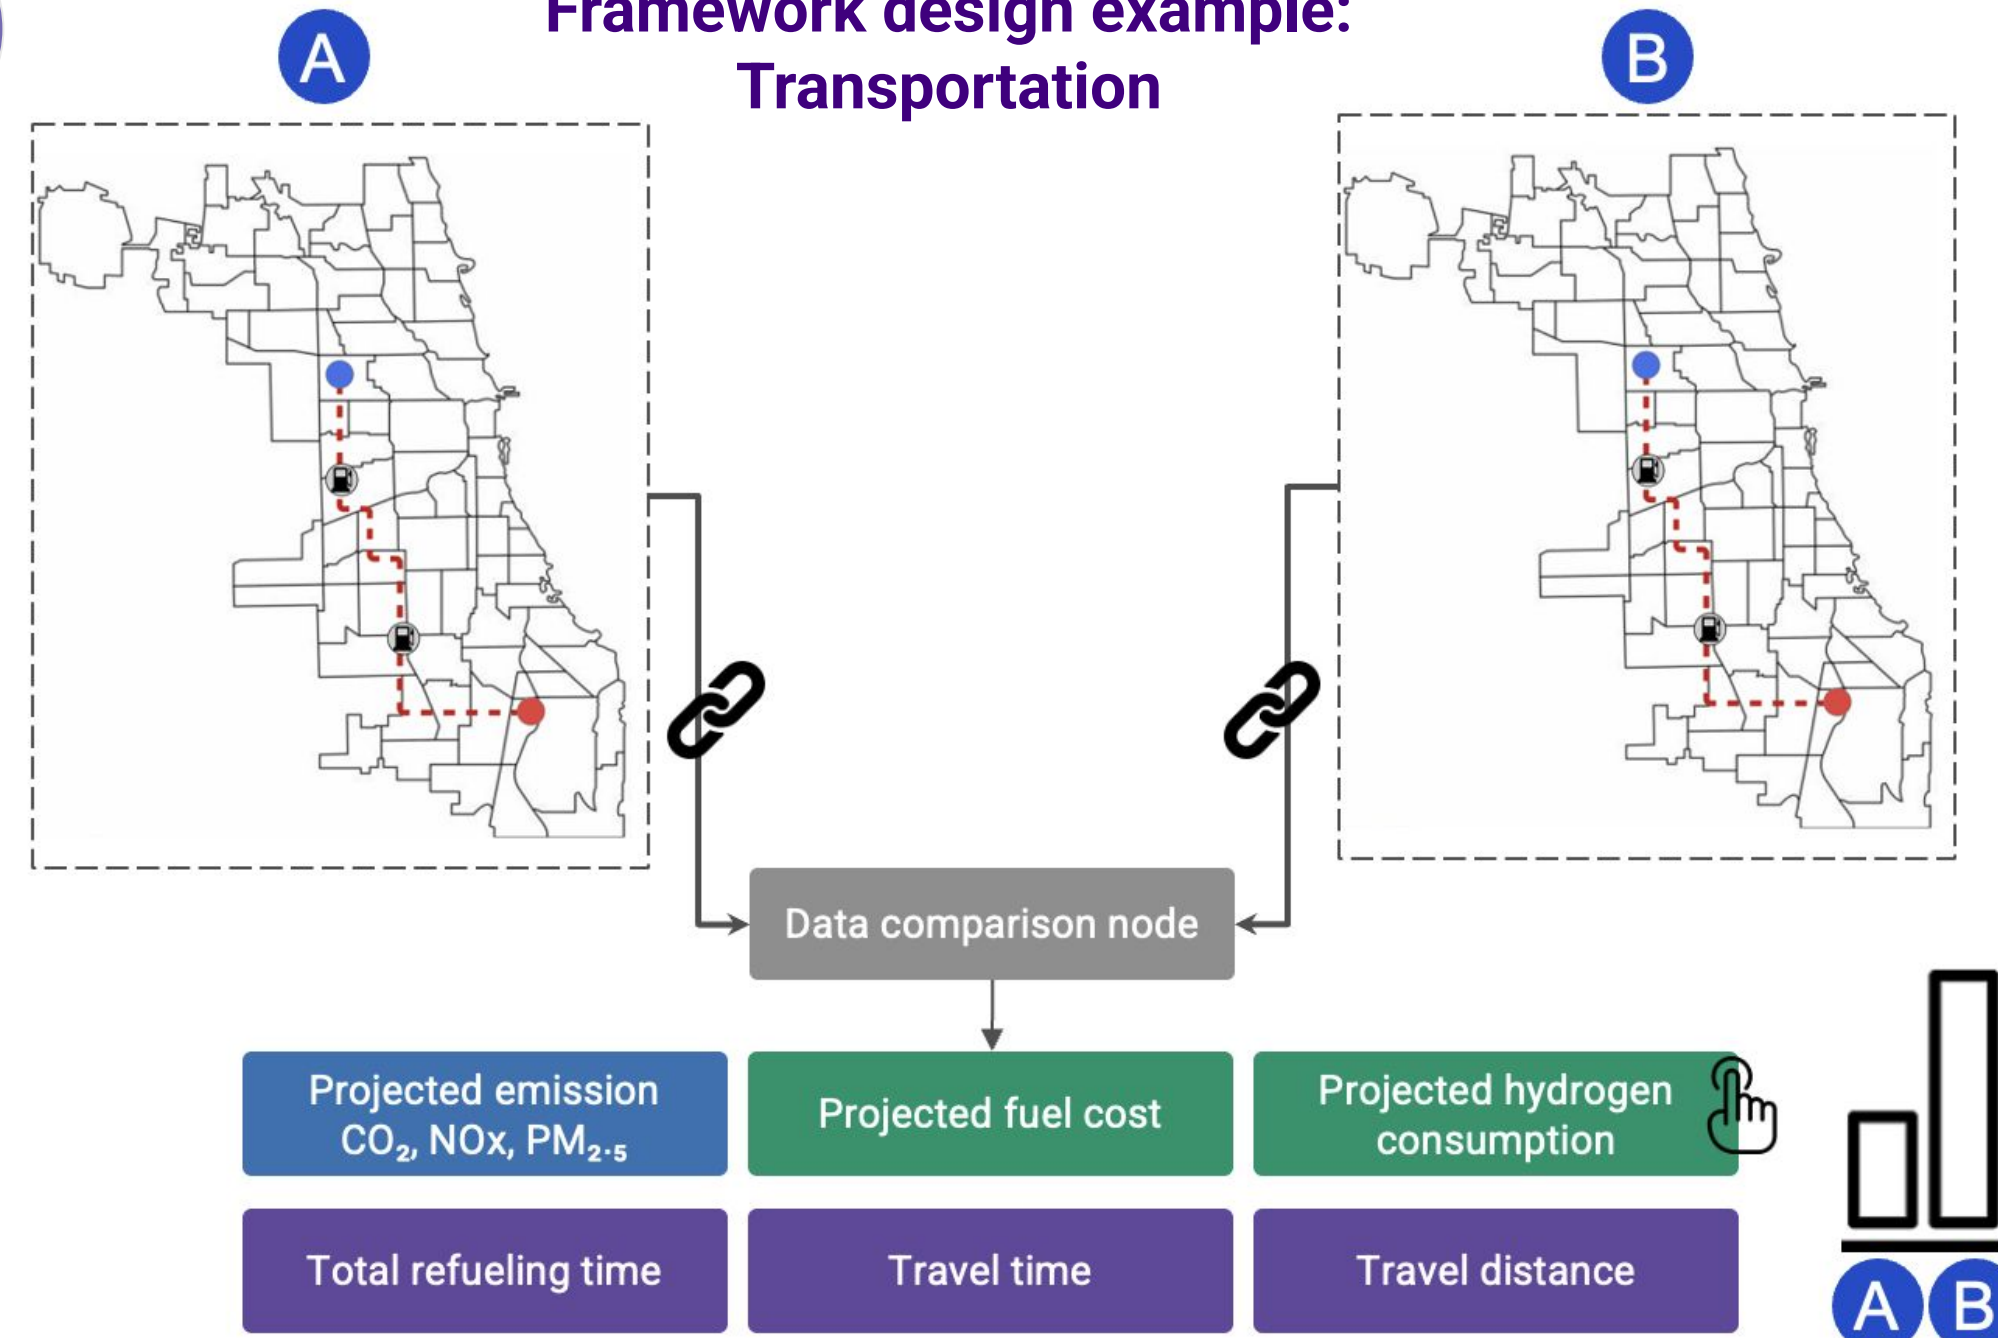 Framework design example:
Transportation
A
B
Data comparison node
Projected emission
CO₂, NOx, PM₂.₅
Projected fuel cost
Projected hydrogen
consumption
Total refueling time
Travel time
Travel distance
A B